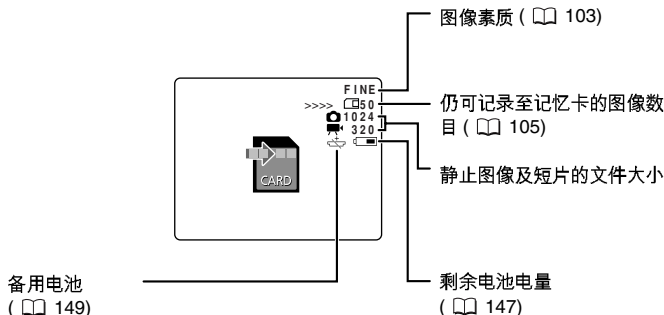 图像素质 ( 103)
FINE
>>>> 50
1024
320
CARD
仍可记录至记忆卡的图像数
目 ( 105)
静止图像及短片的文件大小
备用电池
( 149)
剩余电池电量
( 147)